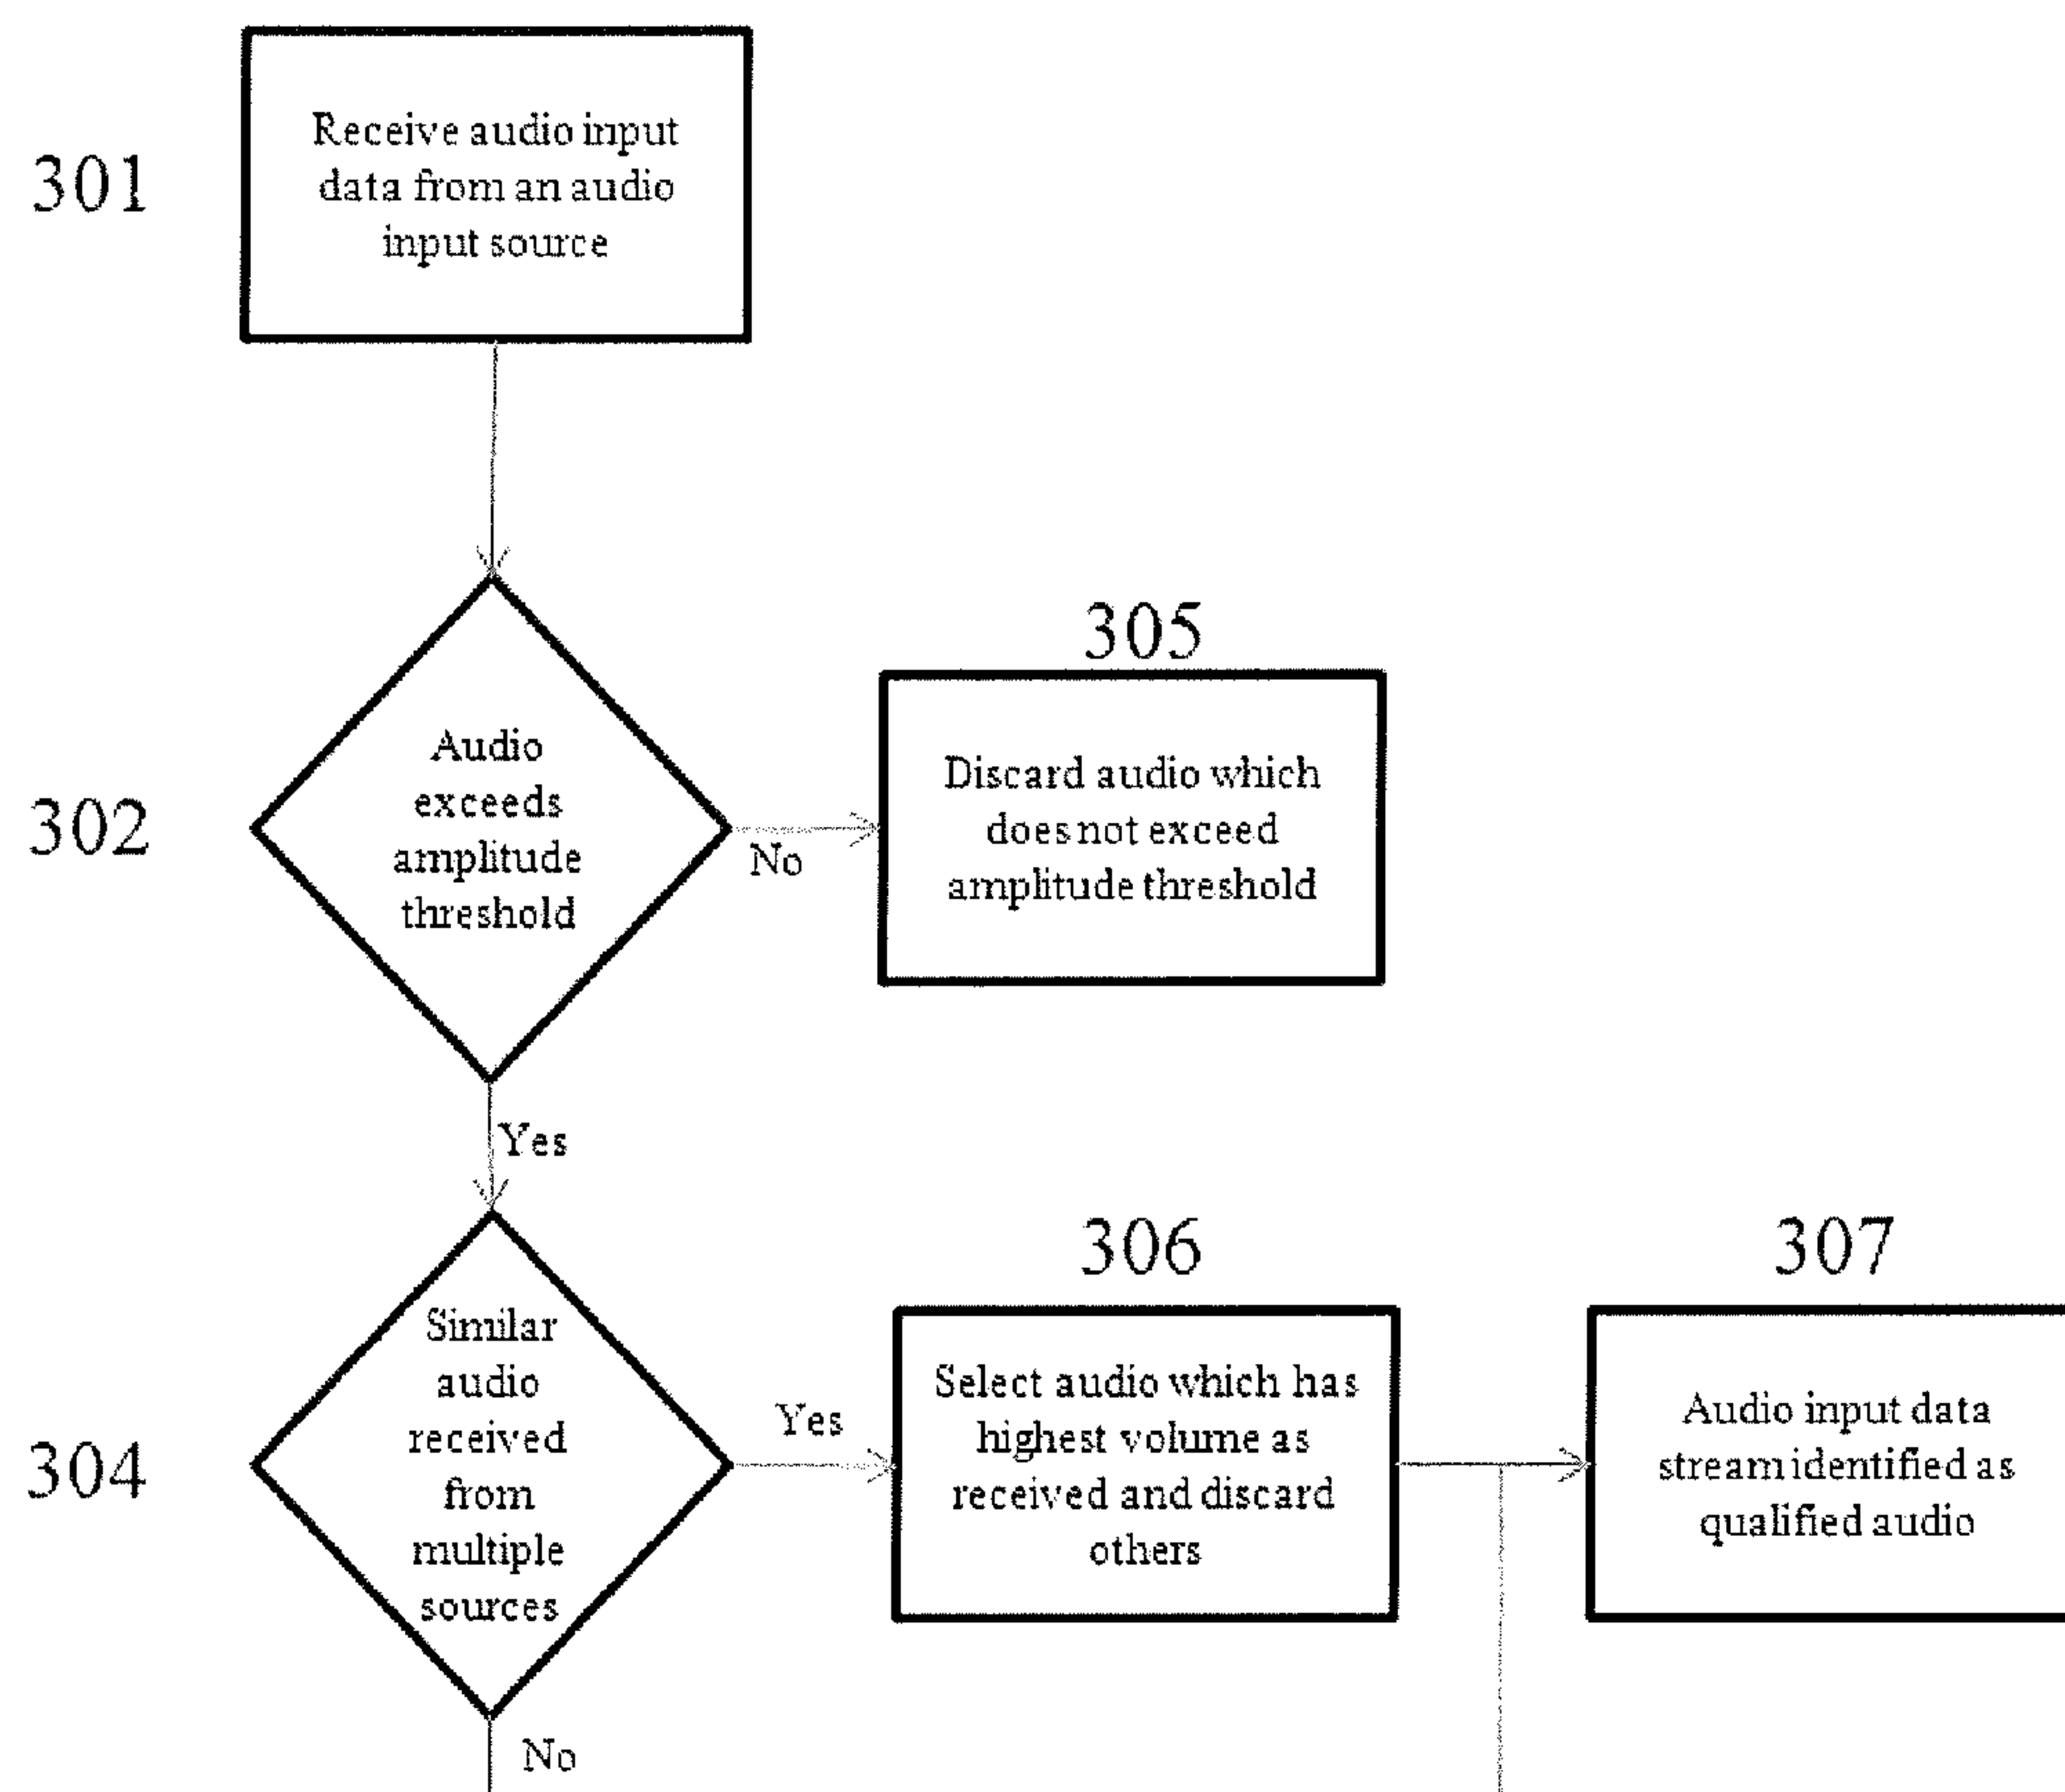 301
Receive audio input
data from an audio
input source
302
Audio
exceeds
amplitude
threshold
No
305
Discard audio which
does not exceed
amplitude threshold
Yes
304
Similar
audio
received
from
multiple
sources
Yes
306
Select audio which has
highest volume as
received and discard
others
307
Audio input data
stream identified as
qualified audio
No